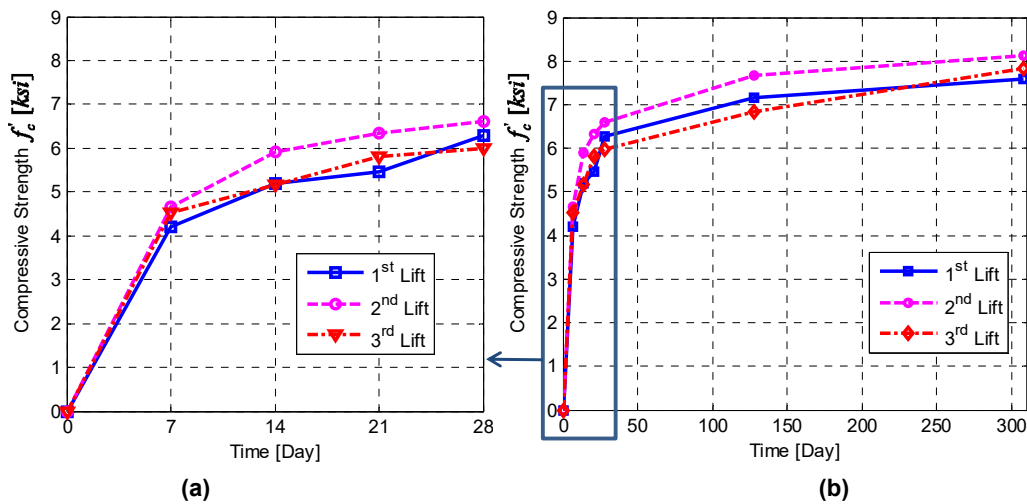 Compressive Strength f'c [ksi]
9
8
7
6
5
4
3
2
1
0
1st Lift
2nd Lift
3rd Lift
0 7 14 21 28
Time [Day]
(a)
Compressive Strength f'c [ksi]
9
8
7
6
5
4
3
2
1
0
1st Lift
2nd Lift
3rd Lift
0 50 100 150 200 250 300
Time [Day]
(b)